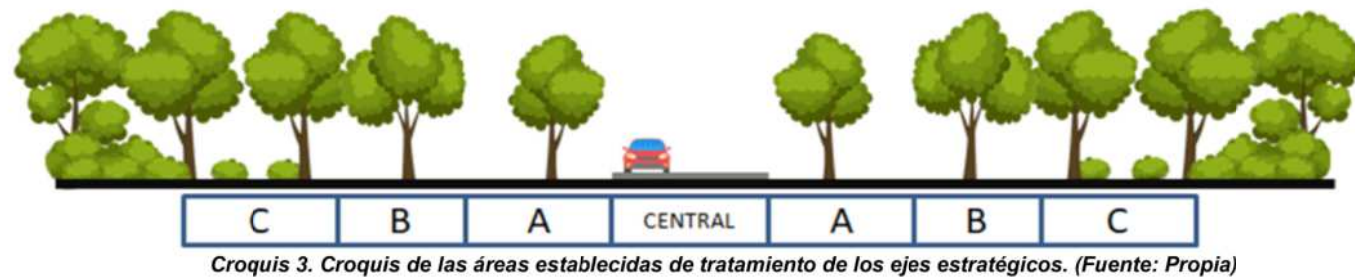 C B A CENTRAL A B C
Croquis 3. Croquis de las áreas establecidas de tratamiento de los ejes estratégicos. (Fuente: Propia)